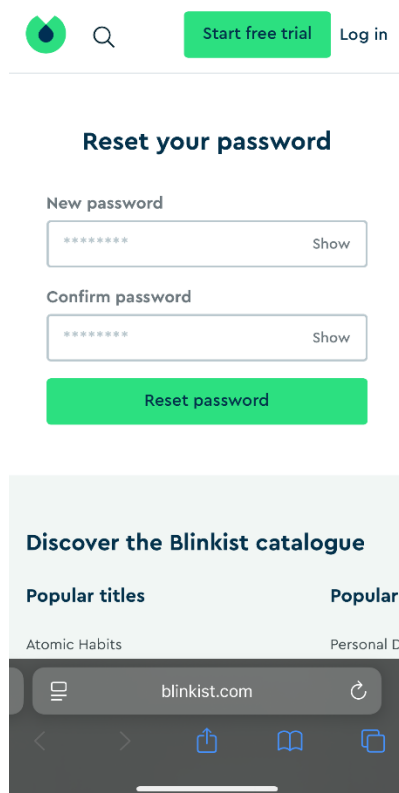 Start free trial
Log in
Reset your password
New password
********
Show
Confirm password
********
Show
Reset password
Discover the Blinkist catalogue
Popular titles
Popular
Atomic Habits
Personal D
blinkist.com